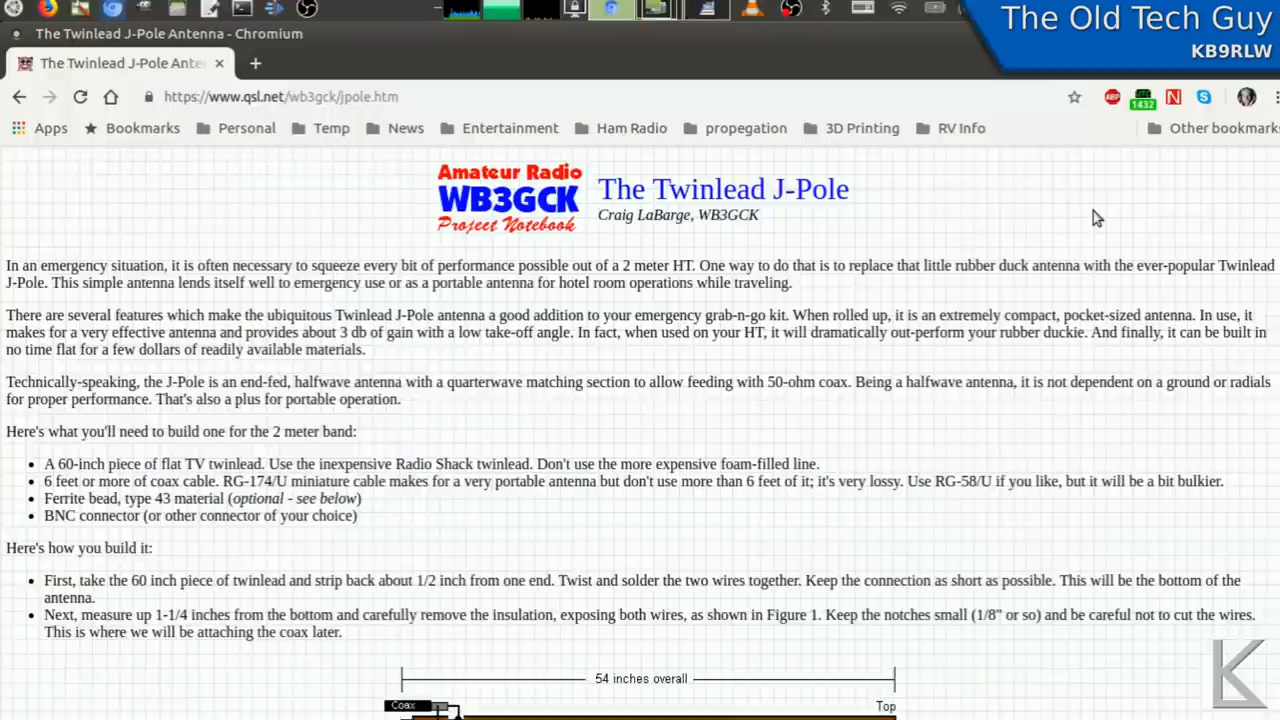 The Old Tech Guy
KB9RLW
The Twinlead J-Pole Antenna - Chromium
The Twinlead J-Pole Ante
https://www.qsl.net/wb3gck/jpole.htm
ABP
1432
N
S
Apps
Bookmarks
Personal
Temp
News
Entertainment
Ham Radio
propegation
3D Printing
RV Info
Other bookmarks
Amateur Radio
WB3GCK
Project Notebook
The Twinlead J-Pole
Craig LaBarge, WB3GCK
In an emergency situation, it is often necessary to squeeze every bit of performance possible out of a 2 meter HT. One way to do that is to replace that little rubber duck antenna with the ever-popular Twinlead
J-Pole. This simple antenna lends itself well to emergency use or as a portable antenna for hotel room operations while traveling.
There are several features which make the ubiquitous Twinlead J-Pole antenna a good addition to your emergency grab-n-go kit. When rolled up, it is an extremely compact, pocket-sized antenna. In use, it
makes for a very effective antenna and provides about 3 db of gain with a low take-off angle. In fact, when used on your HT, it will dramatically out-perform your rubber duckie. And finally, it can be built in
no time flat for a few dollars of readily available materials.
Technically-speaking, the J-Pole is an end-fed, halfwave antenna with a quarterwave matching section to allow feeding with 50-ohm coax. Being a halfwave antenna, it is not dependent on a ground or radials
for proper performance. That's also a plus for portable operation.
Here's what you'll need to build one for the 2 meter band:
• A 60-inch piece of flat TV twinlead. Use the inexpensive Radio Shack twinlead. Don't use the more expensive foam-filled line.
• 6 feet or more of coax cable. RG-174/U miniature cable makes for a very portable antenna but don't use more than 6 feet of it; it's very lossy. Use RG-58/U if you like, but it will be a bit bulkier.
• Ferrite bead, type 43 material (optional - see below)
• BNC connector (or other connector of your choice)
Here's how you build it:
• First, take the 60 inch piece of twinlead and strip back about 1/2 inch from one end. Twist and solder the two wires together. Keep the connection as short as possible. This will be the bottom of the
antenna.
• Next, measure up 1-1/4 inches from the bottom and carefully remove the insulation, exposing both wires, as shown in Figure 1. Keep the notches small (1/8" or so) and be careful not to cut the wires.
This is where we will be attaching the coax later.
54 inches overall
Coax
Top
K